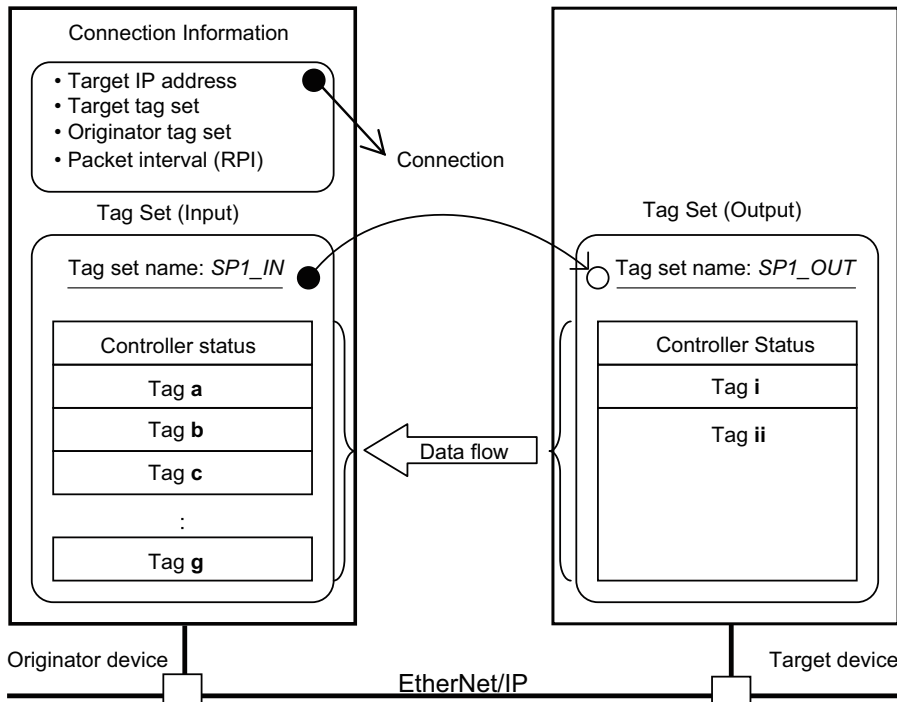 Connection Information
• Target IP address
• Target tag set
• Originator tag set
• Packet interval (RPI)
Connection
Tag Set (Input)
Tag set name: SP1_IN
Controller status
Tag a
Tag b
Tag c
:
Tag g
Data flow
Tag Set (Output)
Tag set name: SP1_OUT
Controller Status
Tag i
Tag ii
Originator device
EtherNet/IP
Target device